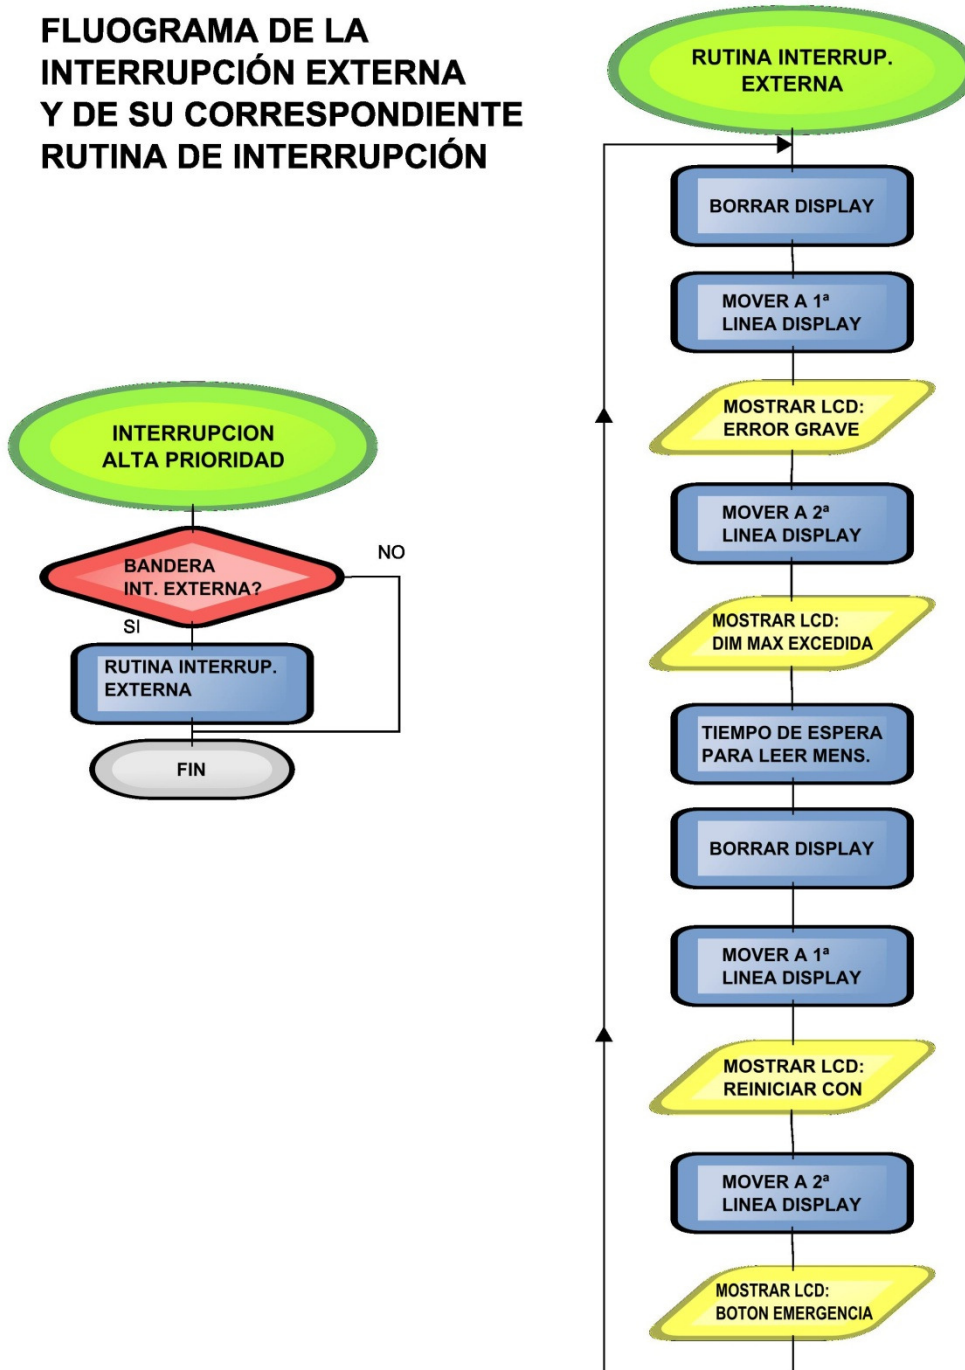 FLUOGRAMA DE LA
INTERRUPCIÓN EXTERNA
Y DE SU CORRESPONDIENTE
RUTINA DE INTERRUPCIÓN
INTERRUPCION
ALTA PRIORIDAD
BANDERA
INT. EXTERNA?
NO
SI
RUTINA INTERRUP.
EXTERNA
FIN
RUTINA INTERRUP.
EXTERNA
BORRAR DISPLAY
MOVER A 1ª
LINEA DISPLAY
MOSTRAR LCD:
ERROR GRAVE
MOVER A 2ª
LINEA DISPLAY
MOSTRAR LCD:
DIM MAX EXCEDIDA
TIEMPO DE ESPERA
PARA LEER MENS.
BORRAR DISPLAY
MOVER A 1ª
LINEA DISPLAY
MOSTRAR LCD:
REINICIAR CON
MOVER A 2ª
LINEA DISPLAY
MOSTRAR LCD:
BOTON EMERGENCIA